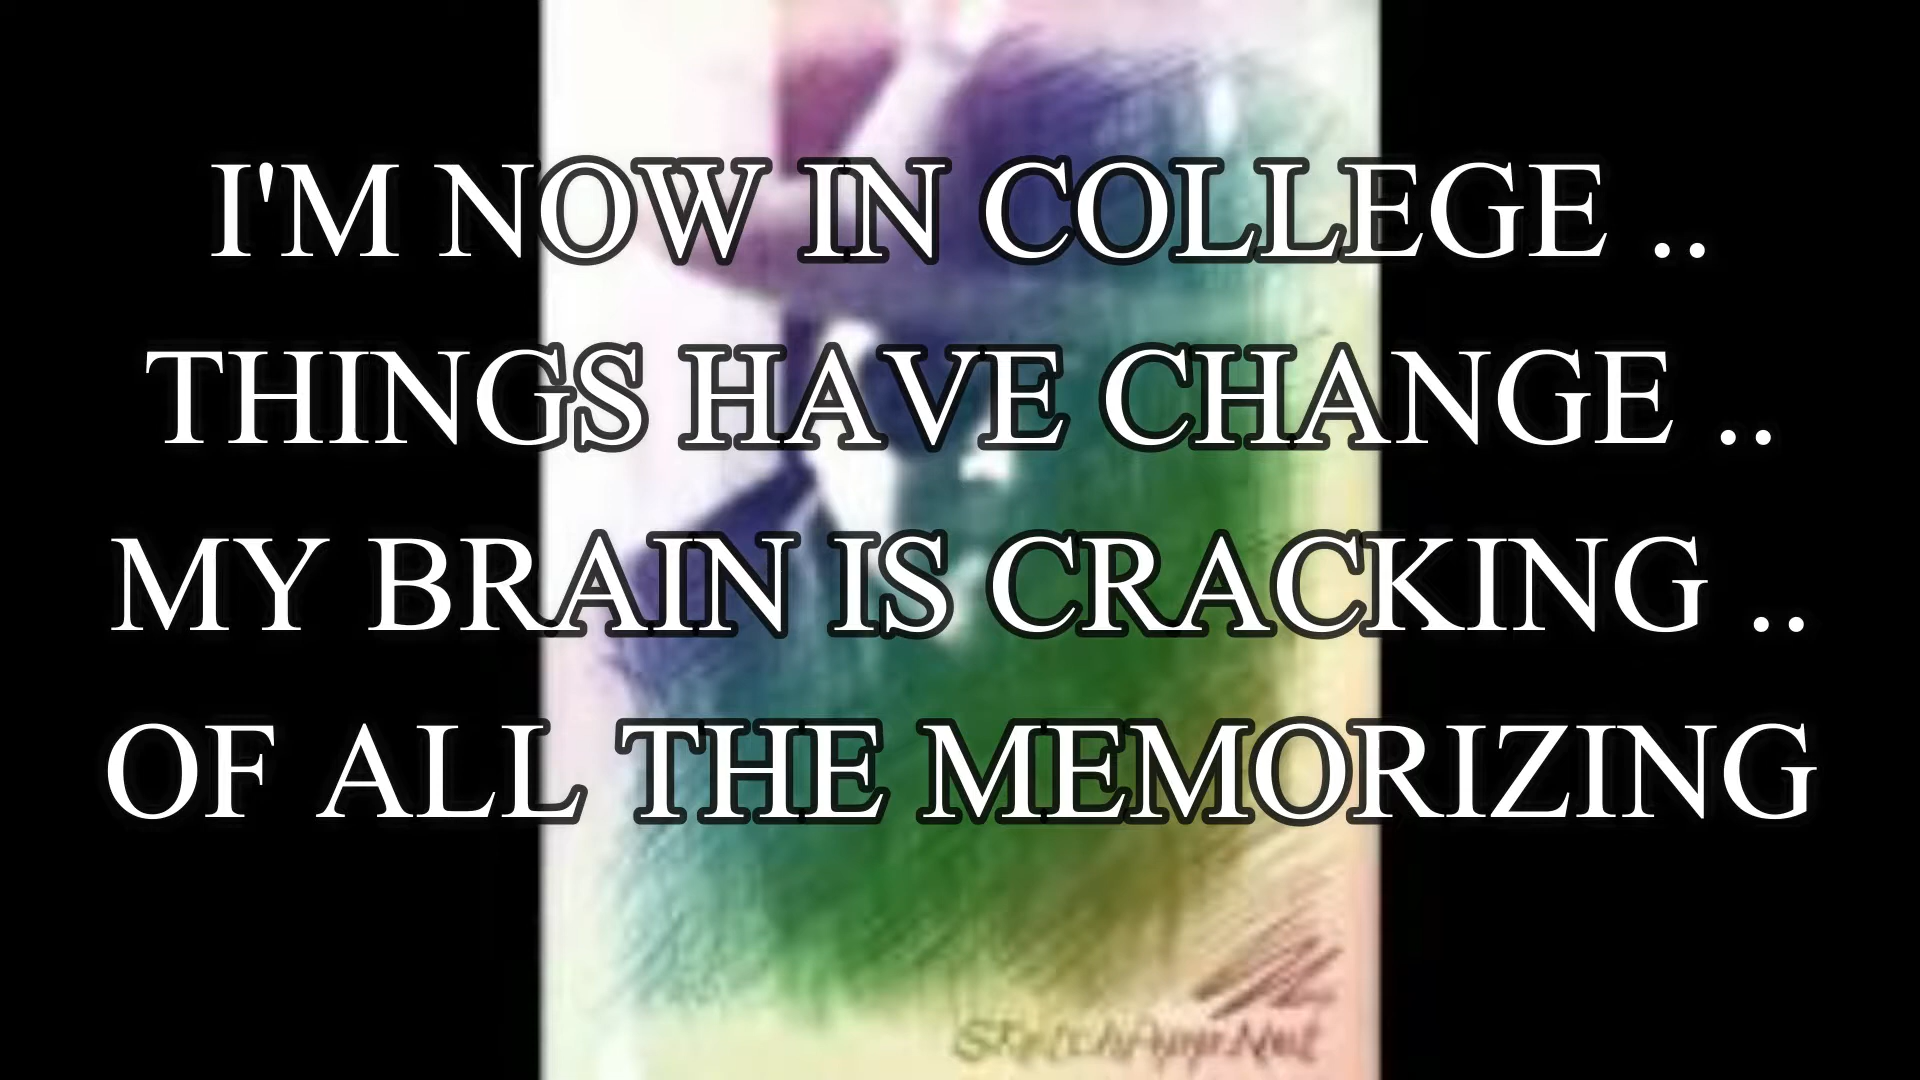 I'M NOW IN COLLEGE ..
THINGS HAVE CHANGE ..
MY BRAIN IS CRACKING ..
OF ALL THE MEMORIZING